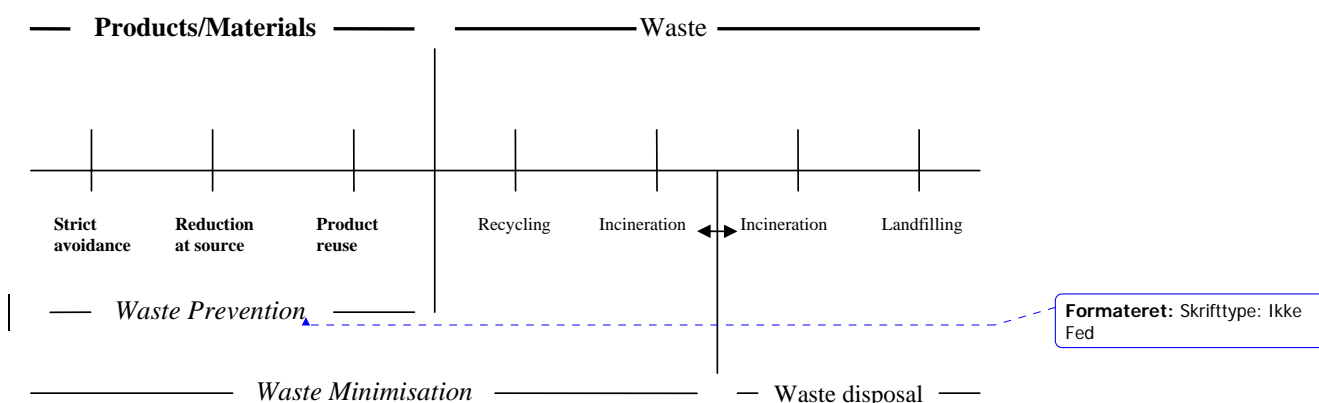 Products/Materials
Waste
Strict
avoidance
Reduction
at source
Product
reuse
Recycling
Incineration
Incineration
Landfilling
Waste Prevention
Formateret: Skrifttype: Ikke
Fed
Waste Minimisation
Waste disposal